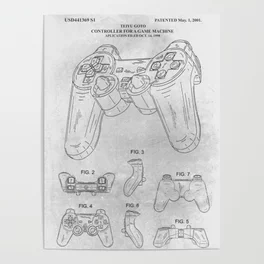 USD441369 S1
PATENTED May 1, 2001.
TEIYU GOTO
CONTROLLER FOR A GAME MACHINE
APLICATION FILED OCT. 14, 1998
FIG. 3
FIG. 2
FIG. 7
FIG. 4
FIG. 6
FIG. 5